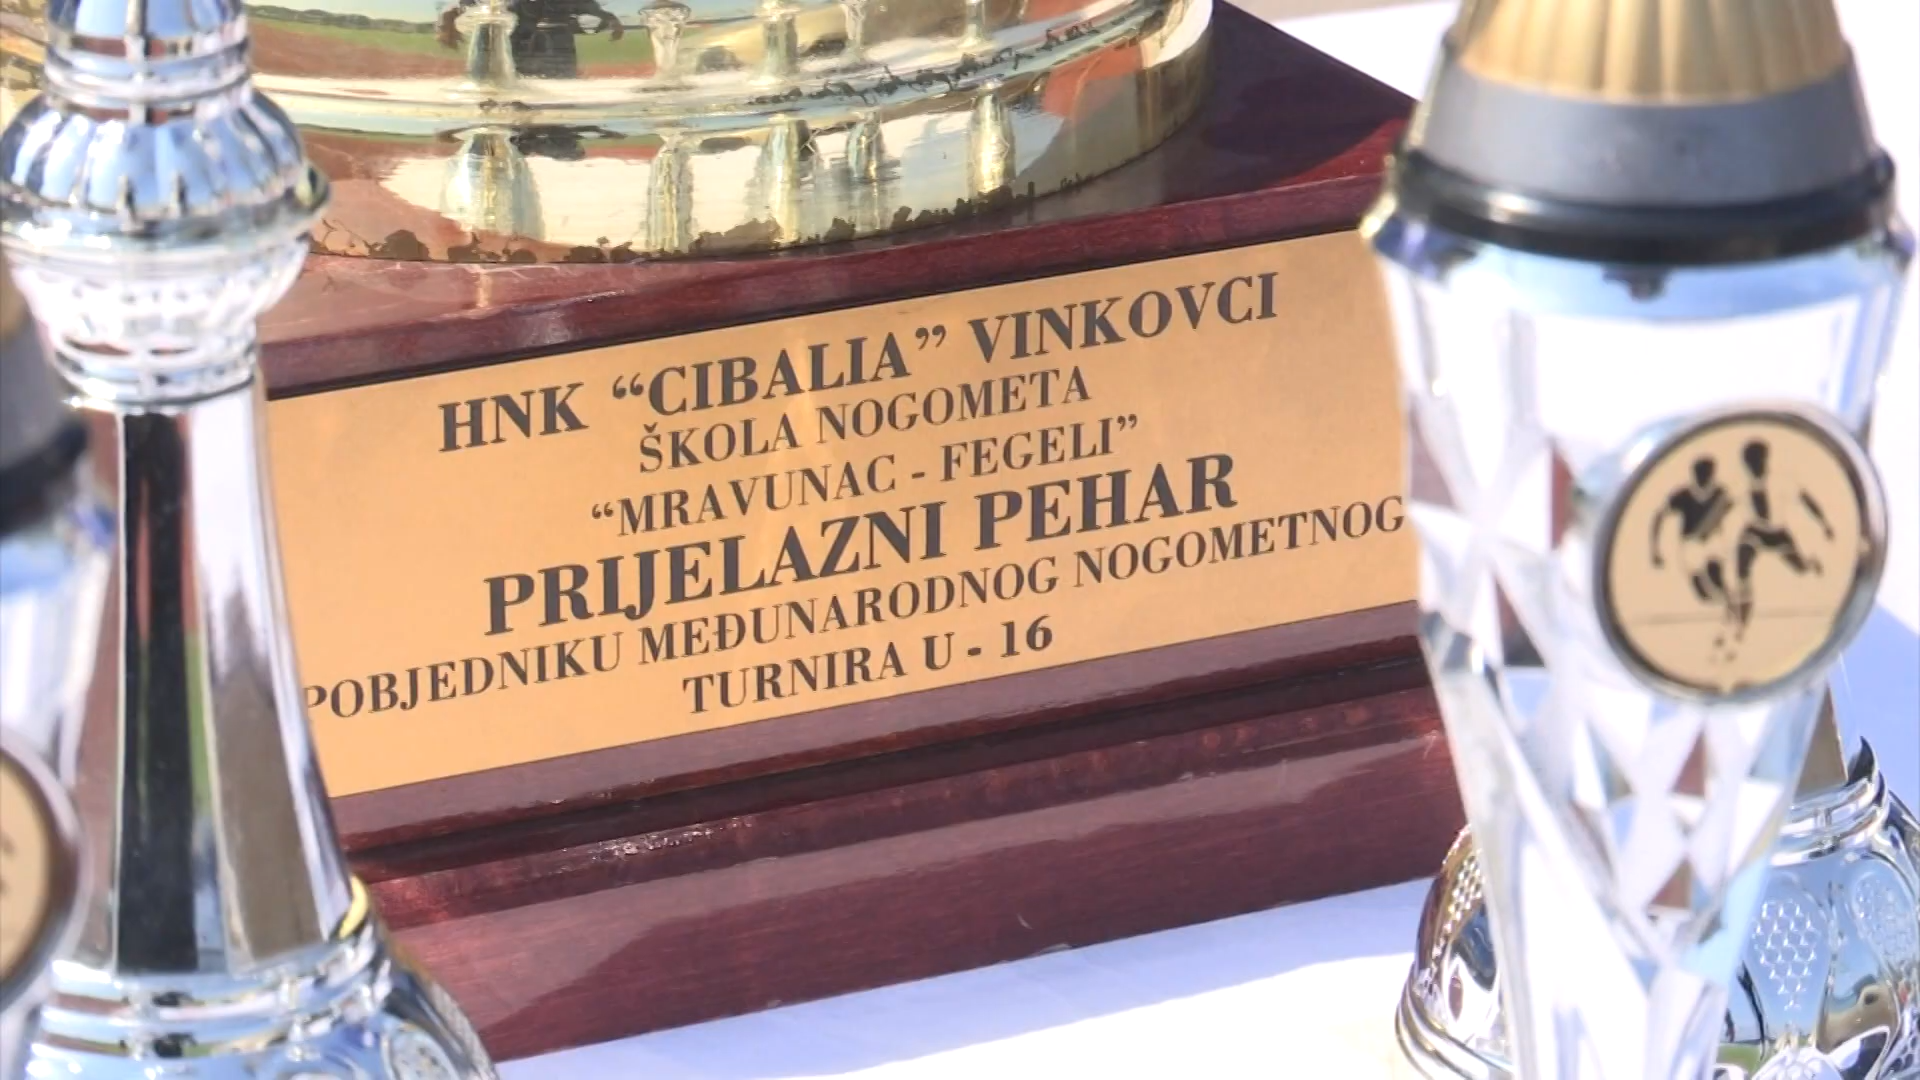 HNK “CIBALIA” VINKOVCI
ŠKOLA NOGOMETA
“MRAVUNAC - FEGELI”
PRIJELAZNI PEHAR
POBJEDNIKU MEĐUNARODNOG NOGOMETNOG
TURNIRA U - 16